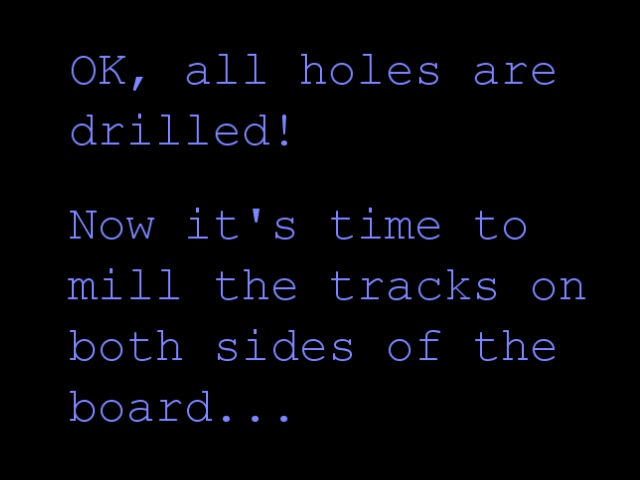 OK, all holes are
drilled!
Now it's time to
mill the tracks on
both sides of the
board...